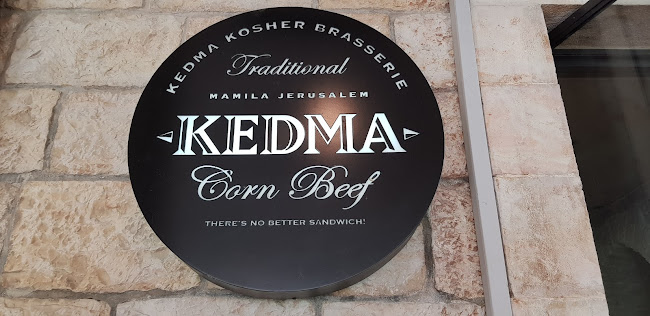 KEDMA KOSHER BRASSERIE
Traditional
MAMILA JERUSALEM
KEDMA
Corn Beef
THERE'S NO BETTER SANDWICH!